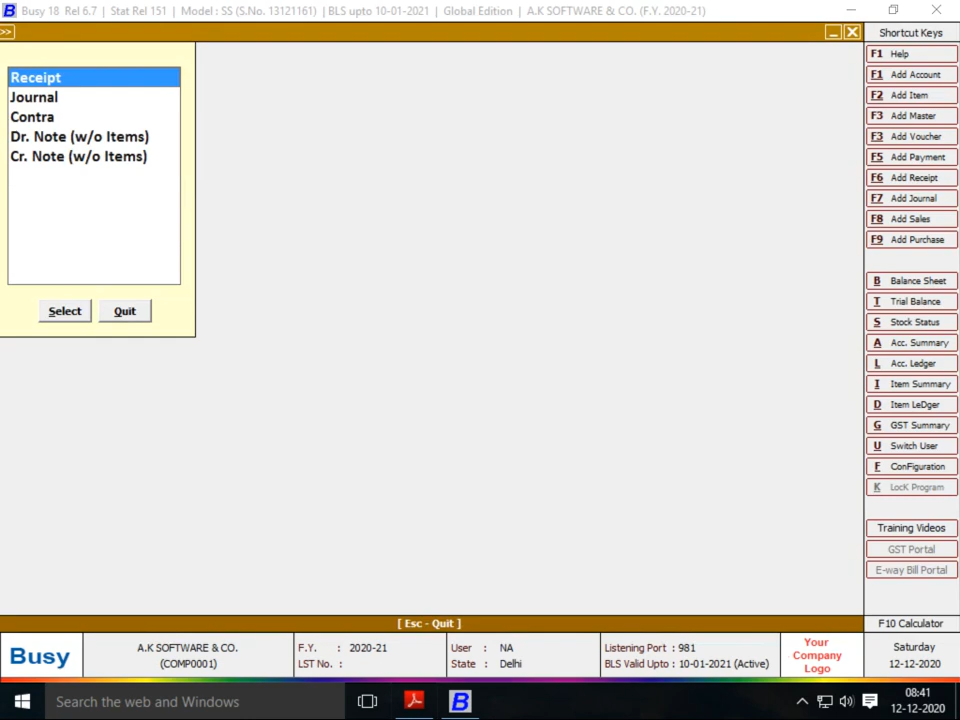 Busy 18 Rel 6.7 | Stat Rel 151 | Model : SS (S.No. 13121161) | BLS upto 10-01-2021 | Global Edition | A.K SOFTWARE & CO. (F.Y. 2020-21)
>>
Shortcut Keys
Receipt
Journal
Contra
Dr. Note (w/o Items)
Cr. Note (w/o Items)
Select Quit
F1 Help
F1 Add Account
F2 Add Item
F3 Add Master
F3 Add Voucher
F5 Add Payment
F6 Add Receipt
F7 Add Journal
F8 Add Sales
F9 Add Purchase
B Balance Sheet
T Trial Balance
S Stock Status
A Acc. Summary
L Acc. Ledger
I Item Summary
D Item LeDger
G GST Summary
U Switch User
F ConFiguration
K LocK Program
Training Videos
GST Portal
E-way Bill Portal
[ Esc - Quit ]
F10 Calculator
Busy
A.K SOFTWARE & CO.
(COMP0001)
F.Y. : 2020-21
LST No. :
User : NA
State : Delhi
Listening Port : 981
BLS Valid Upto : 10-01-2021 (Active)
Your
Company
Logo
Saturday
12-12-2020
Search the web and Windows
08:41
12-12-2020